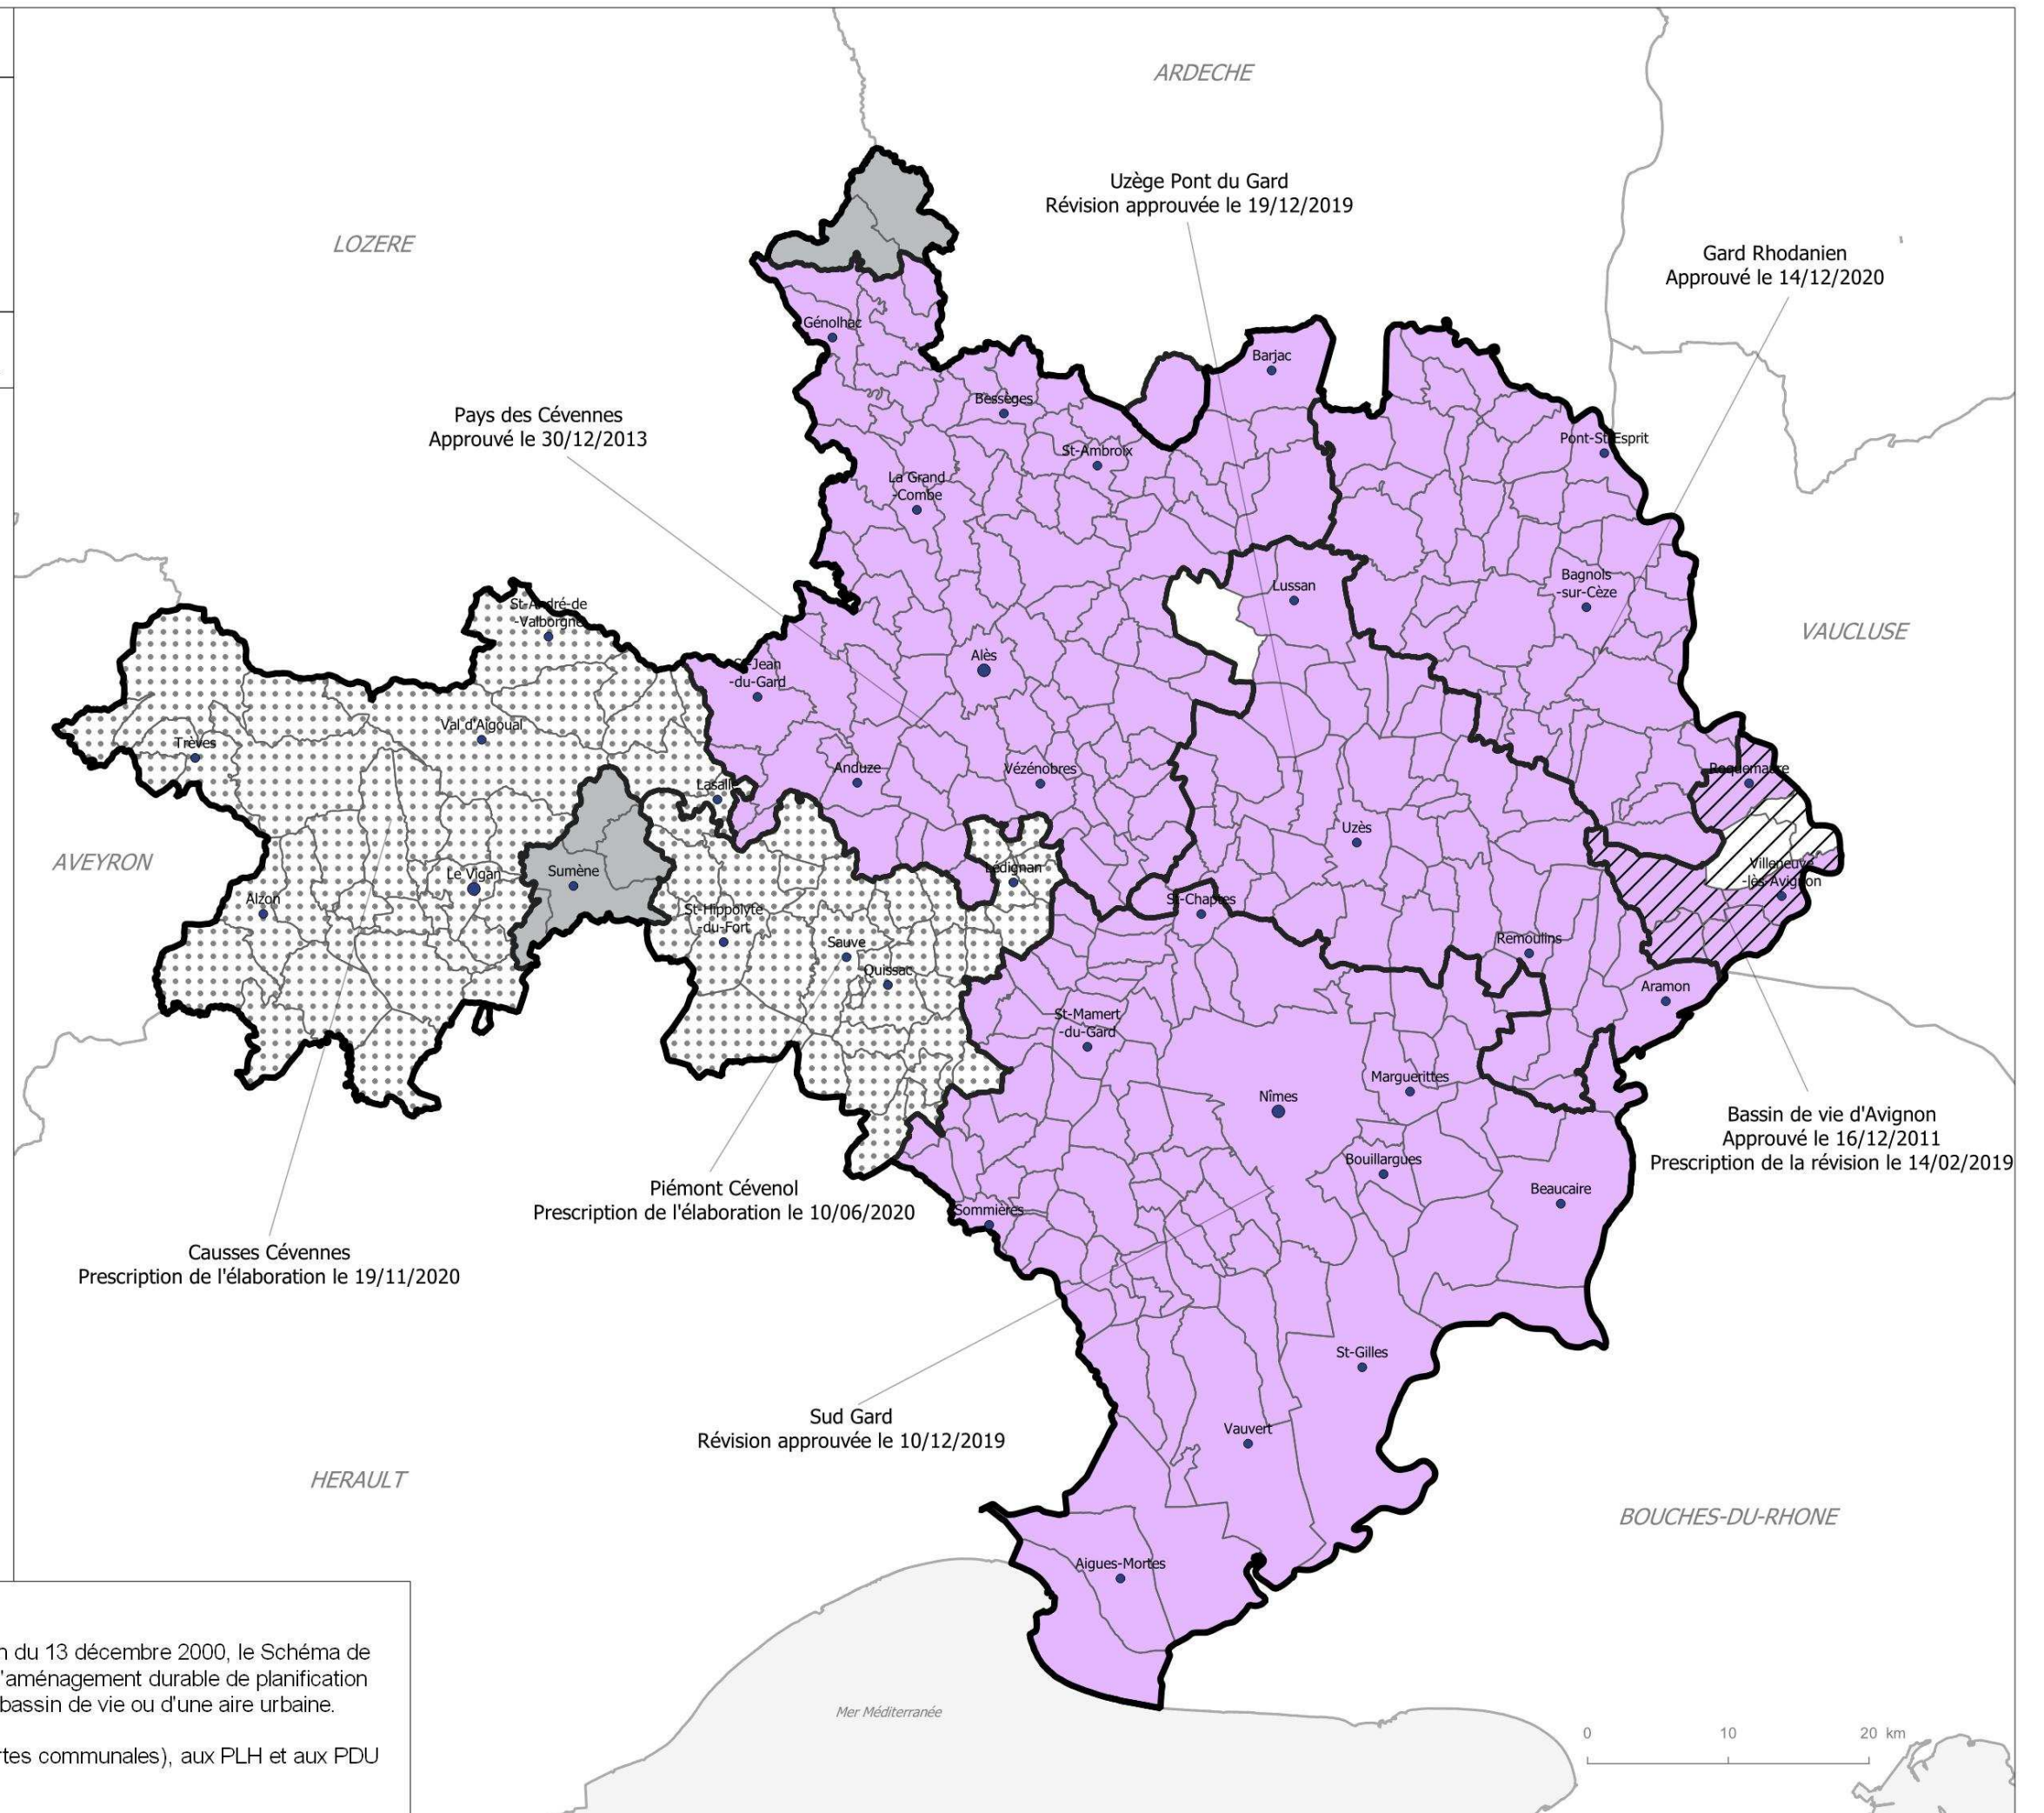 ARDECHE
Uzège Pont du Gard
Révision approuvée le 19/12/2019
LOZERE
Gard Rhodanien
Approuvé le 14/12/2020
Génolhac
Barjac
Pays des Cévennes
Approuvé le 30/12/2013
Bessèges
St-Ambroix
Pont-St-Esprit
La Grand
-Combe
Lussan
Bagnols
-sur-Cèze
St-André-de
-Valborgne
VAUCLUSE
Alès
St-Jean
-du-Gard
Val d'Aigoual
Trèves
Anduze
Vézénobres
Roquemaure
Lasalle
Uzès
AVEYRON
Villeneuve
-lès-Avignon
Le Vigan
Sumène
Lédignan
Alzon
St-Chaptes
St-Hippolyte
-du-Fort
Sauve
Remoulins
Quissac
Aramon
St-Mamert
-du-Gard
Marguerittes
Nîmes
Bassin de vie d'Avignon
Approuvé le 16/12/2011
Prescription de la révision le 14/02/2019
Bouillargues
Piémont Cévenol
Prescription de l'élaboration le 10/06/2020
Beaucaire
Sommières
Causses Cévennes
Prescription de l'élaboration le 19/11/2020
St-Gilles
Sud Gard
Révision approuvée le 10/12/2019
Vauvert
HERAULT
BOUCHES-DU-RHONE
Aigues-Mortes
n du 13 décembre 2000, le Schéma de
'aménagement durable de planification
bassin de vie ou d'une aire urbaine.
Mer Méditerranée
0 10 20 km
rtes communales), aux PLH et aux PDU